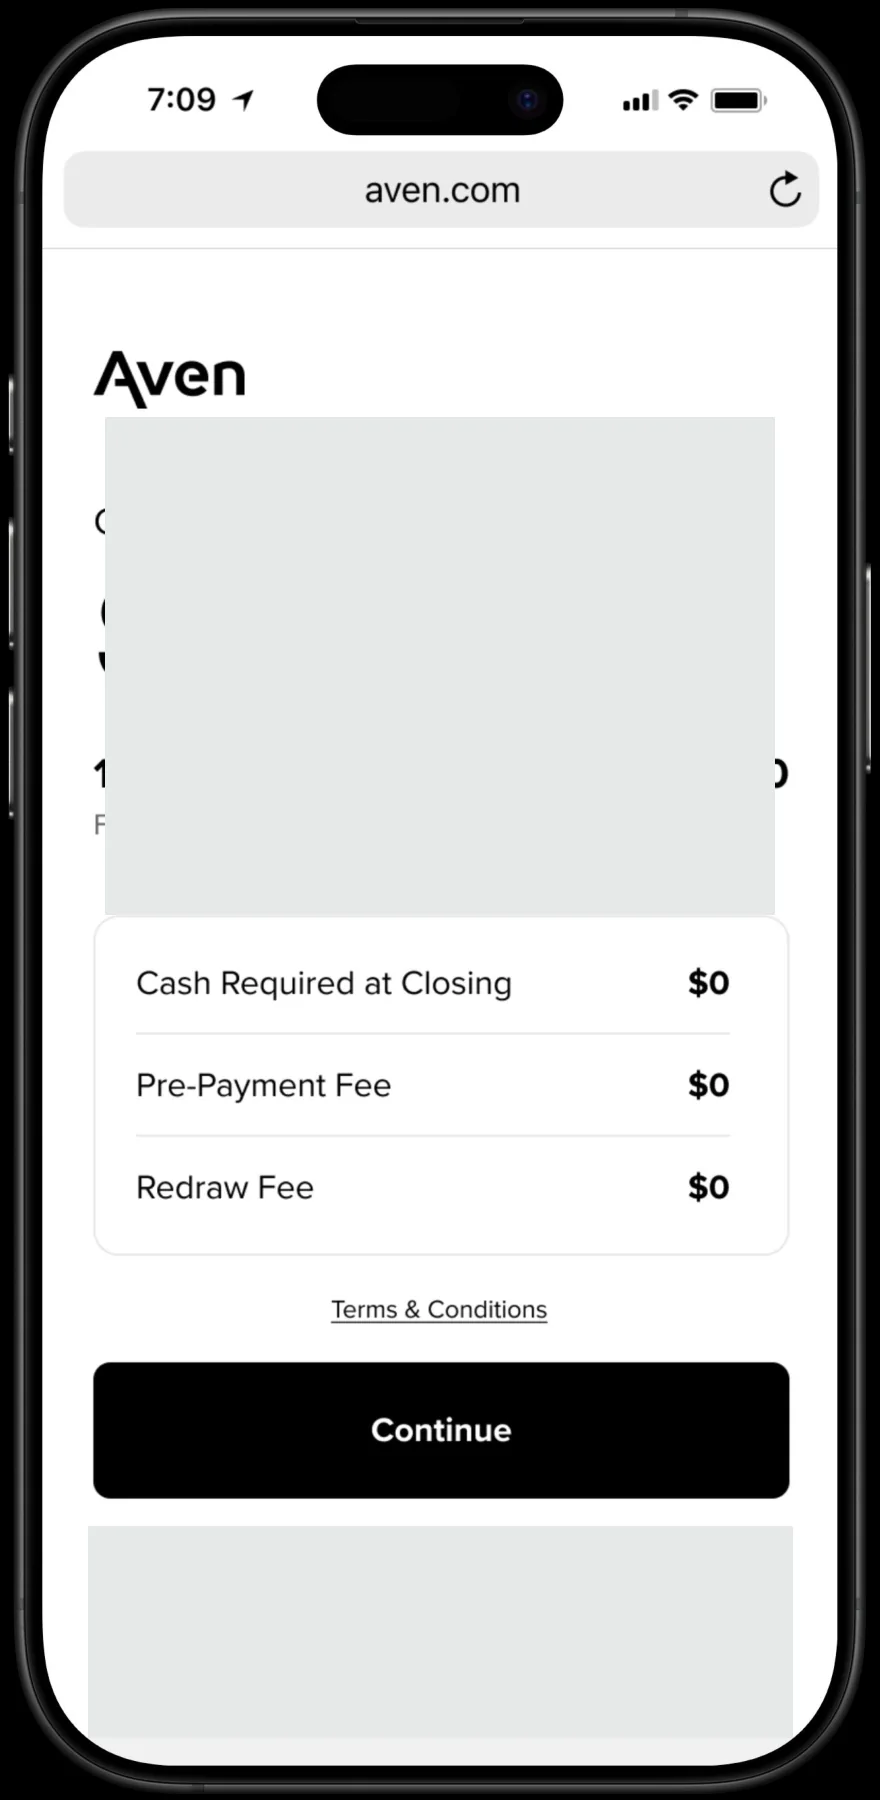 7:09
aven.com
Aven
Cash Required at Closing $0
Pre-Payment Fee $0
Redraw Fee $0
Terms & Conditions
Continue